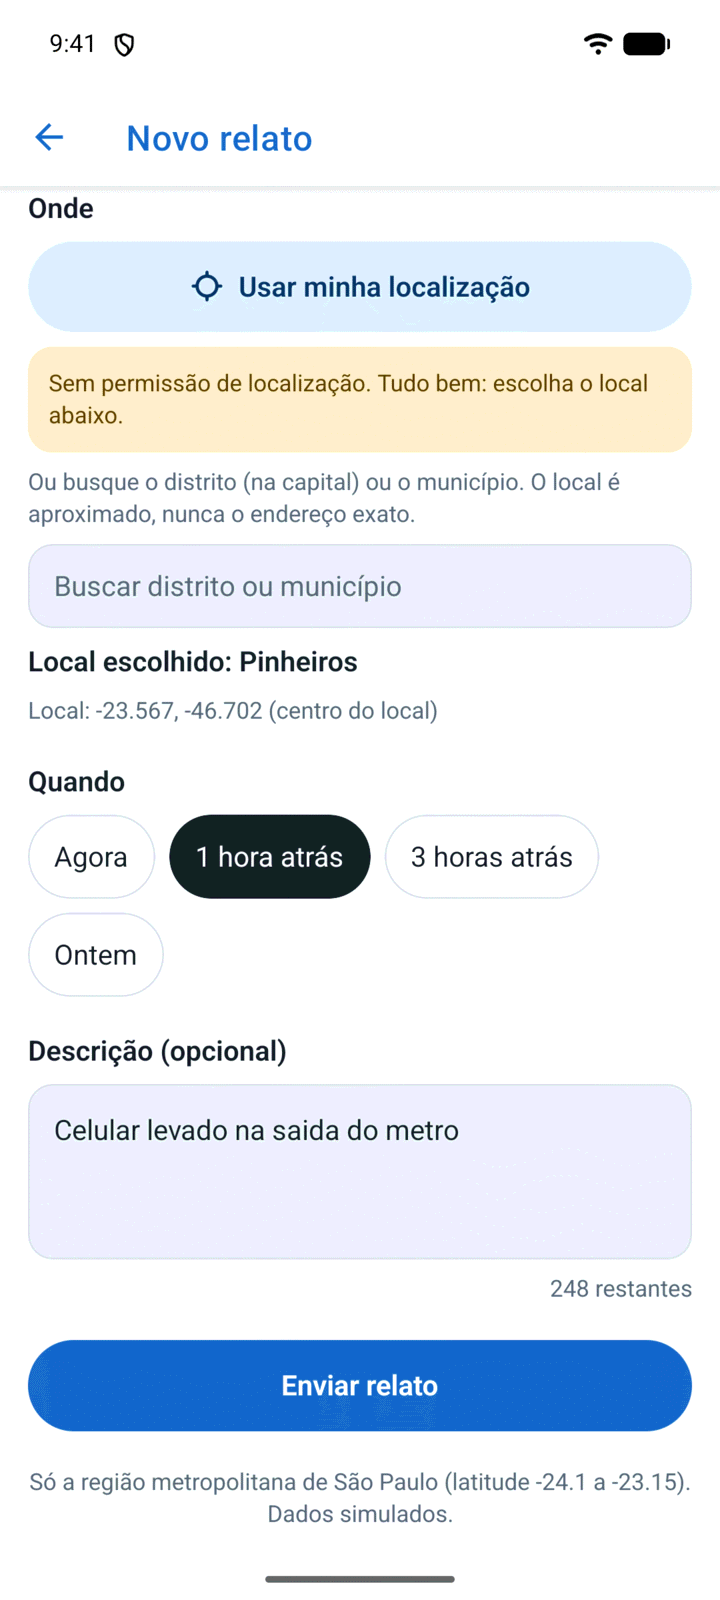 9:41
Novo relato
Onde
Usar minha localização
Sem permissão de localização. Tudo bem: escolha o local
abaixo.
Ou busque o distrito (na capital) ou o município. O local é
aproximado, nunca o endereço exato.
Buscar distrito ou município
Local escolhido: Pinheiros
Local: -23.567, -46.702 (centro do local)
Quando
Agora
1 hora atrás
3 horas atrás
Ontem
Descrição (opcional)
Celular levado na saida do metro
248 restantes
Enviar relato
Só a região metropolitana de São Paulo (latitude -24.1 a -23.15).
Dados simulados.